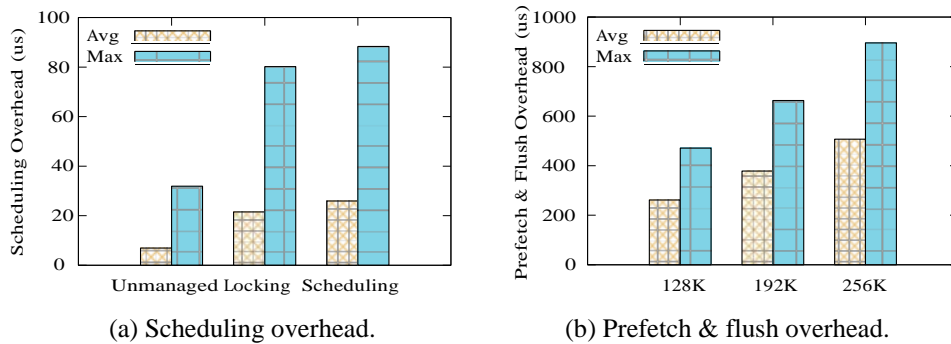 Scheduling Overhead (us)
100
80
60
40
20
0
Avg
Max
Unmanaged Locking Scheduling
(a) Scheduling overhead.
Prefetch & Flush Overhead (us)
1000
800
600
400
200
0
Avg
Max
128K 192K 256K
(b) Prefetch & flush overhead.